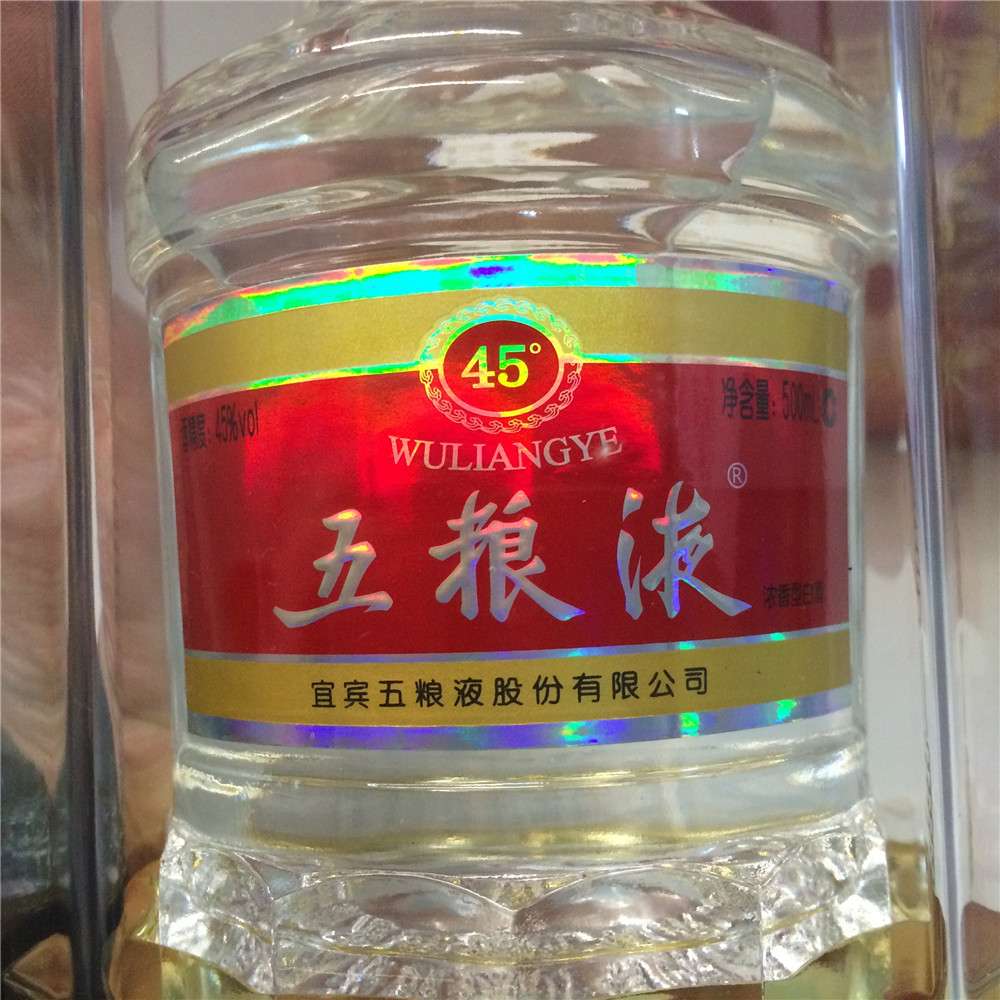 45°
酒精度：45%vol
净含量：500mL
WULIANGYE
五粮液®
浓香型白酒
宜宾五粮液股份有限公司